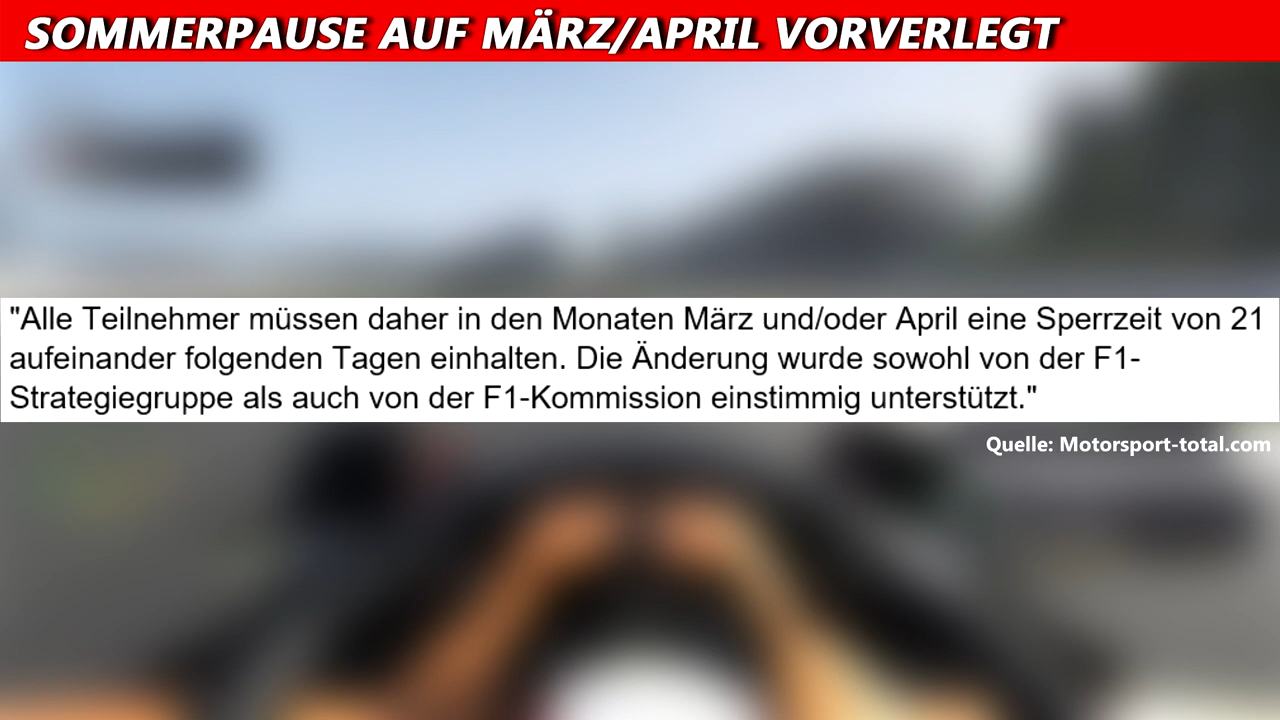 SOMMERPAUSE AUF MÄRZ/APRIL VORVERLEGT
"Alle Teilnehmer müssen daher in den Monaten März und/oder April eine Sperrzeit von 21
aufeinander folgenden Tagen einhalten. Die Änderung wurde sowohl von der F1-
Strategiegruppe als auch von der F1-Kommission einstimmig unterstützt."
Quelle: Motorsport-total.com